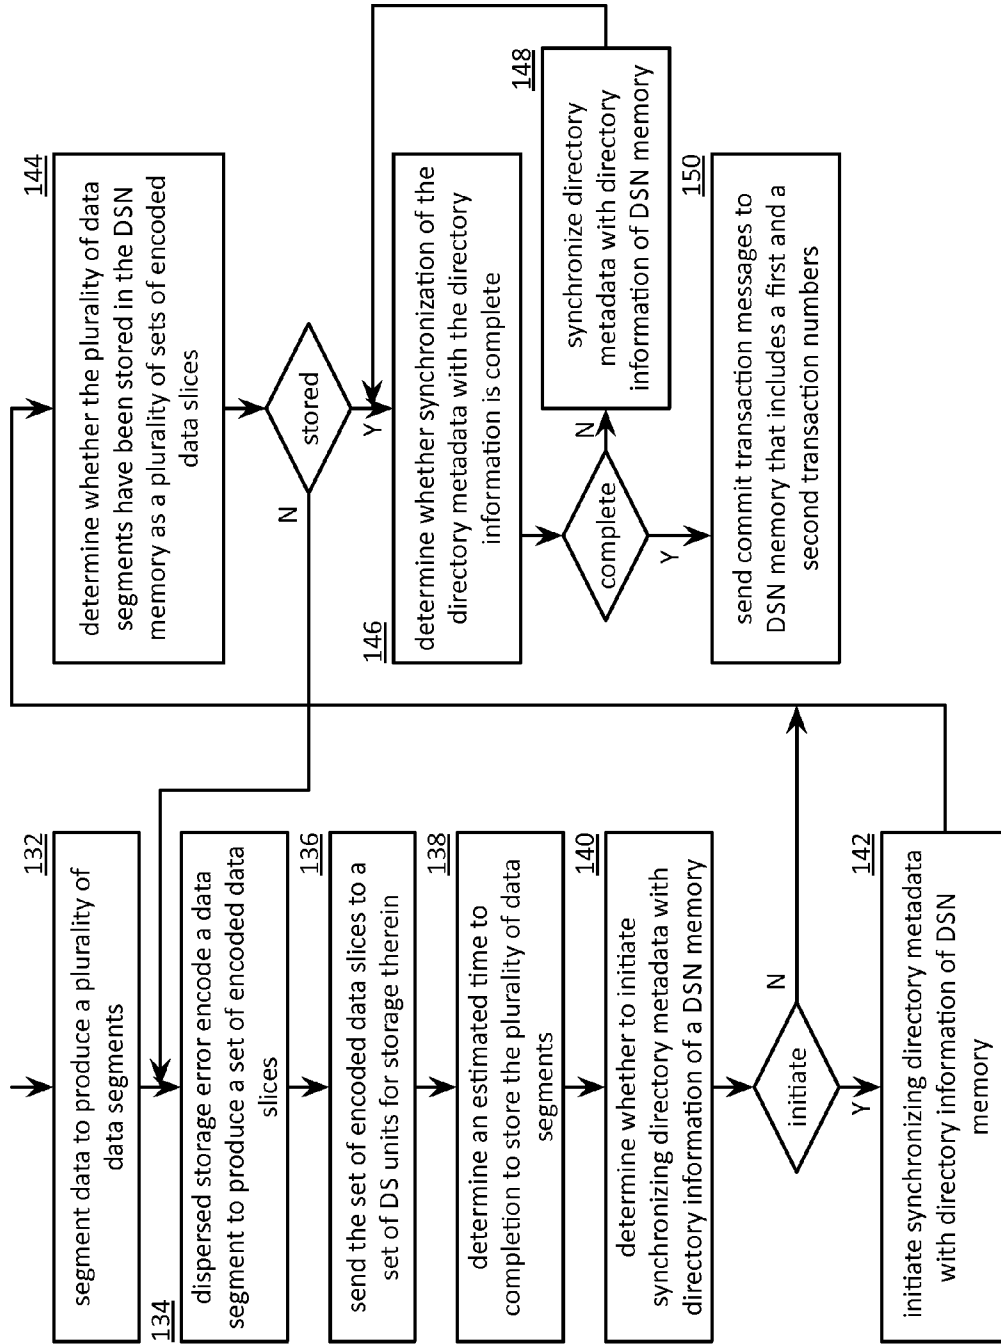 132
segment data to produce a plurality of
data segments
134
dispersed storage error encode a data
segment to produce a set of encoded data
slices
136
send the set of encoded data slices to a
set of DS units for storage therein
138
determine an estimated time to
completion to store the plurality of data
segments
140
determine whether to initiate
synchronizing directory metadata with
directory information of a DSN memory
initiate
N
Y
142
initiate synchronizing directory metadata
with directory information of DSN
memory
144
determine whether the plurality of data
segments have been stored in the DSN
memory as a plurality of sets of encoded
data slices
stored
N
Y
146
determine whether synchronization of the
directory metadata with the directory
information is complete
complete
N
Y
148
synchronize directory
metadata with directory
information of DSN memory
150
send commit transaction messages to
DSN memory that includes a first and a
second transaction numbers